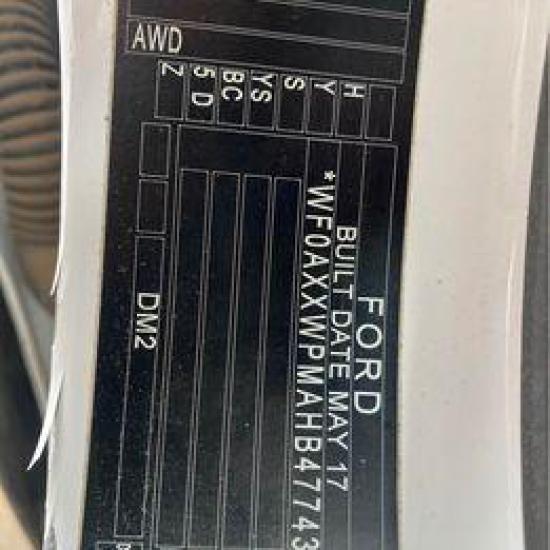 FORD
BUILT DATE MAY 17
*WF0AXXWPMAHB47743
H
Y
S
YS
BC
5 D
Z
DM2
AWD